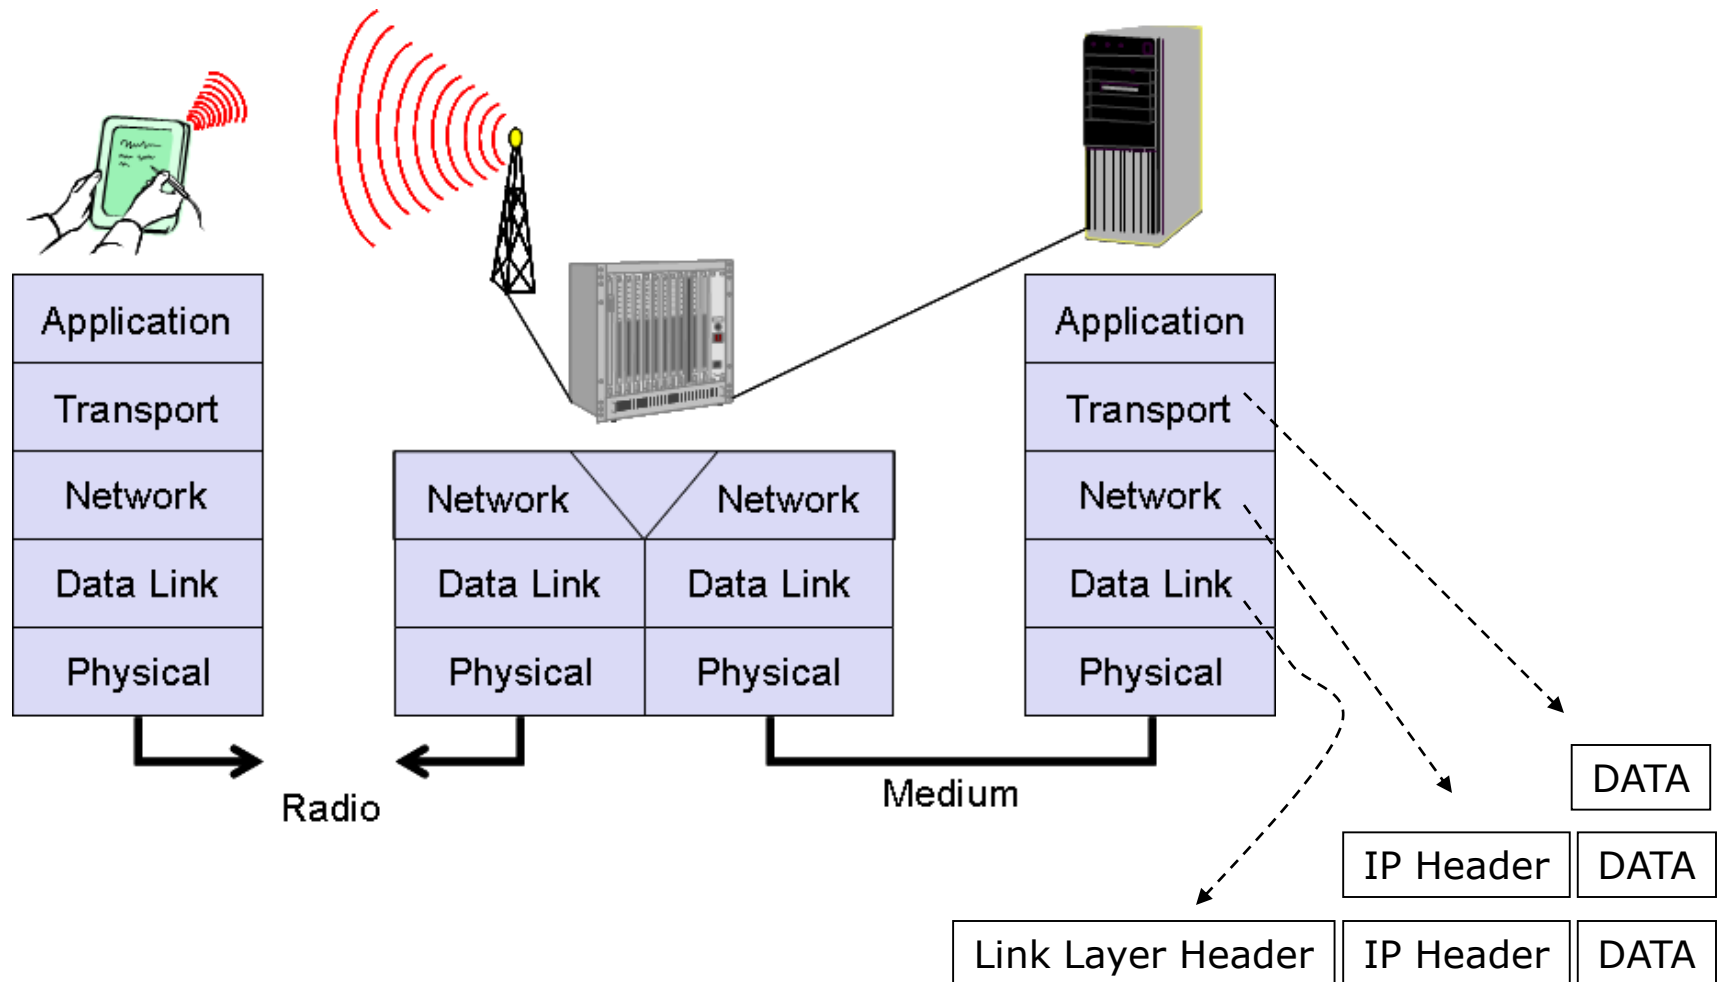 Application
Transport
Network
Data Link
Physical
Network Network
Data Link Data Link
Physical Physical
Application
Transport
Network
Data Link
Physical
Radio
Medium
DATA
IP Header DATA
Link Layer Header IP Header DATA